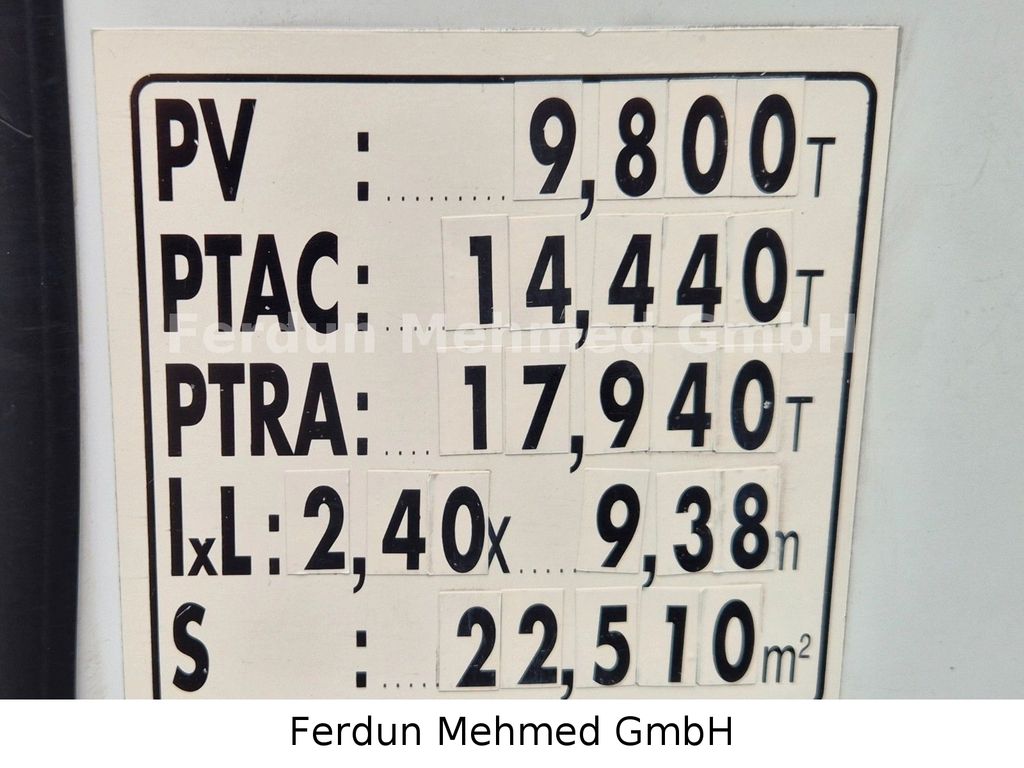 PV : ......... 9,800 T
PTAC : ..... 14,440 T
PTRA : .... 17,940 T
lxL : 2,40 x ..... 9,38 m
S : ..... 22,510 m²
Ferdun Mehmed GmbH
Ferdun Mehmed GmbH